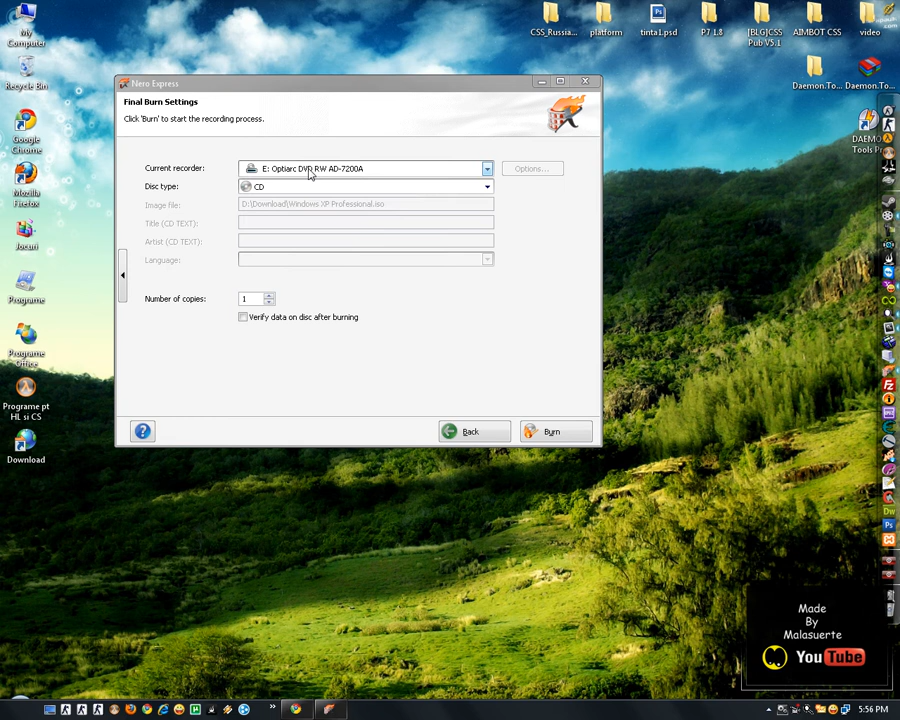 My
Computer
Recycle Bin
Google
Chrome
Mozilla
Firefox
Jocuri
Programe
Programe
Office
Programe pt
HL si CS
Download
CSS_Russia...
platform
tinta1.psd
P7 1.8
[BLG]CSS
Pub V5.1
AIMBOT CSS
video
Daemon.To...
Daemon.To...
DAEMO
Tools P
Nero Express
Final Burn Settings
Click 'Burn' to start the recording process.
Current recorder:
E: Optiarc DVD RW AD-7200A
Options...
Disc type:
CD
Image file:
D:\Download\Windows XP Professional.iso
Title (CD TEXT):
Artist (CD TEXT):
Language:
Number of copies:
1
Verify data on disc after burning
Back
Burn
Dw
Ps
Made
By
Malasuerte
YouTube
5:56 PM